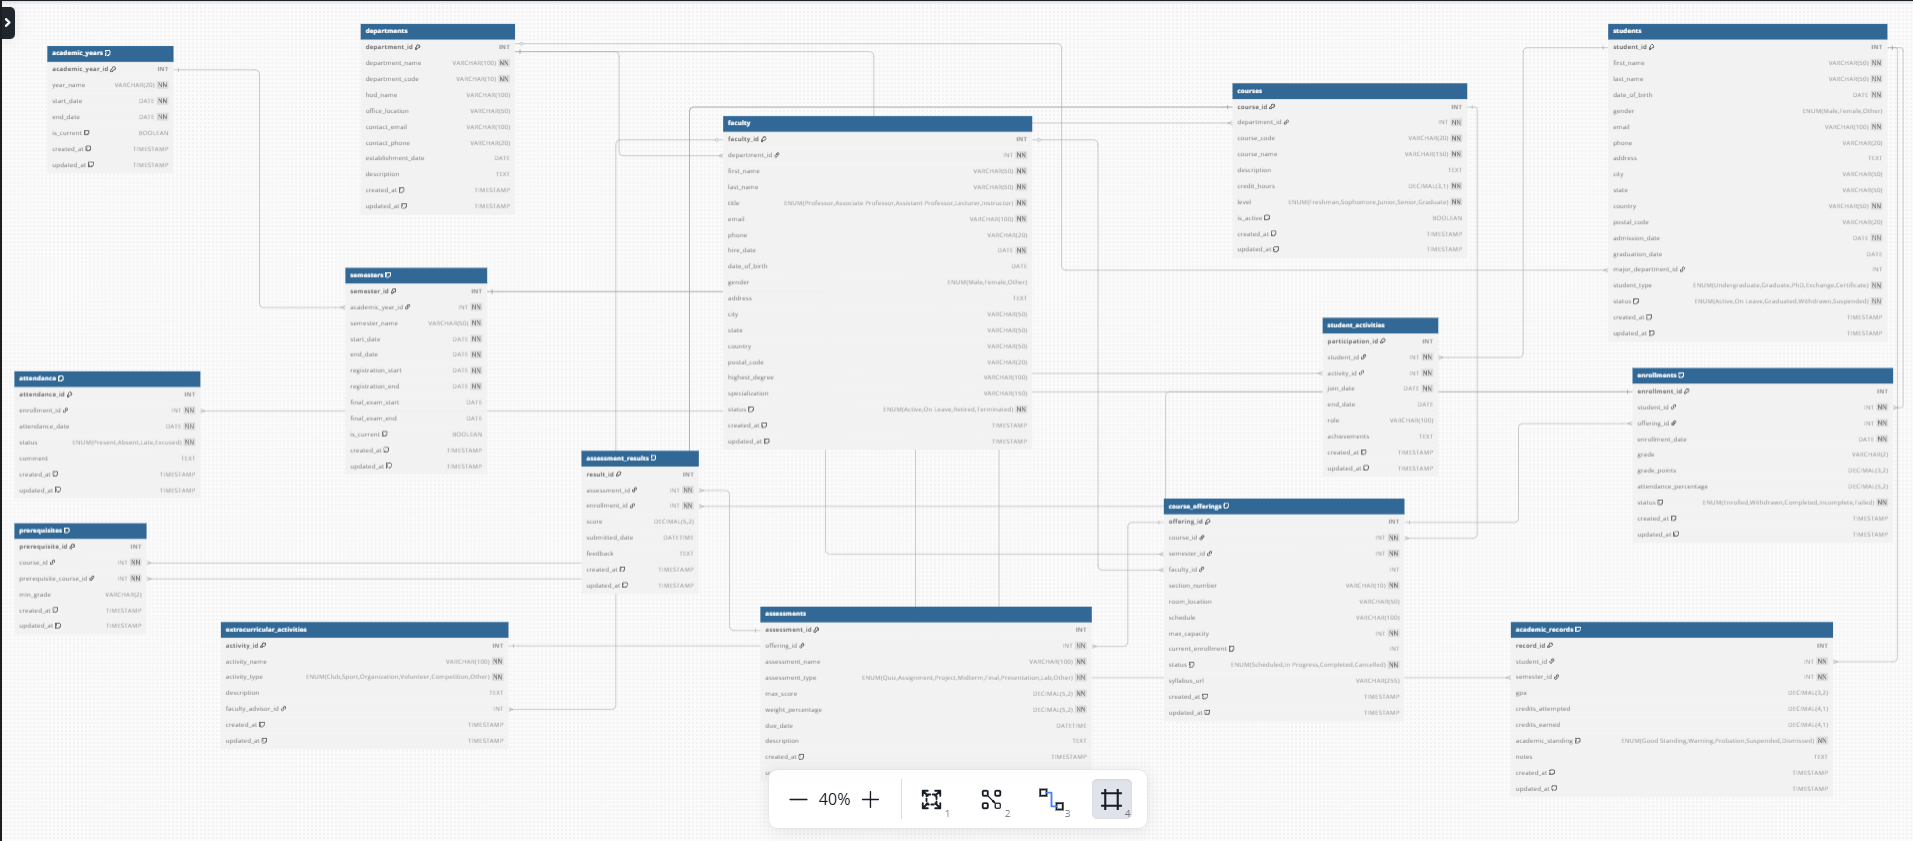 academic_years
academic_year_id INT
year_name VARCHAR(20) NN
start_date DATE NN
end_date DATE NN
is_current BOOLEAN
created_at TIMESTAMP
updated_at TIMESTAMP
departments
department_id INT
department_name VARCHAR(100) NN
department_code VARCHAR(10) NN
hod_name VARCHAR(100)
office_location VARCHAR(50)
contact_email VARCHAR(100)
contact_phone VARCHAR(20)
establishment_date DATE
description TEXT
created_at TIMESTAMP
updated_at TIMESTAMP
faculty
faculty_id INT
department_id INT NN
first_name VARCHAR(50) NN
last_name VARCHAR(50) NN
title ENUM(Professor,Associate Professor,Assistant Professor,Lecturer,Instructor)
email VARCHAR(100) NN
phone VARCHAR(20)
hire_date DATE NN
date_of_birth DATE
gender ENUM(Male,Female,Other)
address TEXT
city VARCHAR(50)
state VARCHAR(50)
country VARCHAR(50)
postal_code VARCHAR(20)
highest_degree VARCHAR(100)
specialization VARCHAR(150)
status ENUM(Active,On Leave,Retired,Terminated) NN
created_at TIMESTAMP
updated_at TIMESTAMP
courses
course_id INT
department_id INT NN
course_code VARCHAR(20) NN
course_name VARCHAR(150) NN
description TEXT
credit_hours DECIMAL(3,1) NN
level ENUM(Freshman,Sophomore,Junior,Senior,Graduate) NN
is_active BOOLEAN
created_at TIMESTAMP
updated_at TIMESTAMP
students
student_id INT
first_name VARCHAR(50) NN
last_name VARCHAR(50) NN
date_of_birth DATE NN
gender ENUM(Male,Female,Other)
email VARCHAR(100) NN
phone VARCHAR(20)
address TEXT
city VARCHAR(50)
state VARCHAR(50)
country VARCHAR(50) NN
postal_code VARCHAR(20)
admission_date DATE NN
graduation_date DATE
major_department_id INT
student_type ENUM(Undergraduate,Graduate,PhD,Exchange,Certificate) NN
status ENUM(Active,On Leave,Graduated,Withdrawn,Suspended) NN
created_at TIMESTAMP
updated_at TIMESTAMP
semesters
semester_id INT
academic_year_id INT NN
semester_name VARCHAR(50) NN
start_date DATE NN
end_date DATE NN
registration_start DATE NN
registration_end DATE NN
final_exam_start DATE
final_exam_end DATE
is_current BOOLEAN
created_at TIMESTAMP
updated_at TIMESTAMP
student_activities
participation_id INT
student_id INT NN
activity_id INT NN
join_date DATE NN
end_date DATE
role VARCHAR(100)
achievements TEXT
created_at TIMESTAMP
updated_at TIMESTAMP
attendance
attendance_id INT
enrollment_id INT NN
attendance_date DATE NN
status ENUM(Present,Absent,Late,Excused) NN
comment TEXT
created_at TIMESTAMP
updated_at TIMESTAMP
enrollments
enrollment_id INT
student_id INT NN
offering_id INT NN
enrollment_date DATE NN
grade VARCHAR(2)
grade_points DECIMAL(3,2)
attendance_percentage DECIMAL(5,2)
status ENUM(Enrolled,Withdrawn,Completed,Incomplete,Failed) NN
created_at TIMESTAMP
updated_at TIMESTAMP
assessment_results
result_id INT
assessment_id INT NN
enrollment_id INT NN
score DECIMAL(5,2)
submitted_date DATETIME
feedback TEXT
created_at TIMESTAMP
updated_at TIMESTAMP
course_offerings
offering_id INT
course_id INT NN
semester_id INT NN
faculty_id INT
section_number VARCHAR(10) NN
room_location VARCHAR(50)
schedule VARCHAR(100)
max_capacity INT NN
current_enrollment INT
status ENUM(Scheduled,In Progress,Completed,Cancelled) NN
syllabus_url VARCHAR(255)
created_at TIMESTAMP
updated_at TIMESTAMP
prerequisites
prerequisite_id INT
course_id INT NN
prerequisite_course_id INT NN
min_grade VARCHAR(2)
created_at TIMESTAMP
updated_at TIMESTAMP
extracurricular_activities
activity_id INT
activity_name VARCHAR(100) NN
activity_type ENUM(Club,Sport,Organization,Volunteer,Competition,Other) NN
description TEXT
faculty_advisor_id INT
created_at TIMESTAMP
updated_at TIMESTAMP
assessments
assessment_id INT
offering_id INT NN
assessment_name VARCHAR(100) NN
assessment_type ENUM(Quiz,Assignment,Project,Midterm,Final,Presentation,Lab,Other) NN
max_score DECIMAL(5,2) NN
weight_percentage DECIMAL(5,2) NN
due_date DATETIME
description TEXT
created_at TIMESTAMP
academic_records
record_id INT
student_id INT NN
semester_id INT NN
gpa DECIMAL(3,2)
credits_attempted DECIMAL(4,1)
credits_earned DECIMAL(4,1)
academic_standing ENUM(Good Standing,Warning,Probation,Suspended,Dismissed) NN
notes TEXT
created_at TIMESTAMP
updated_at TIMESTAMP
40% 1 2 3 4